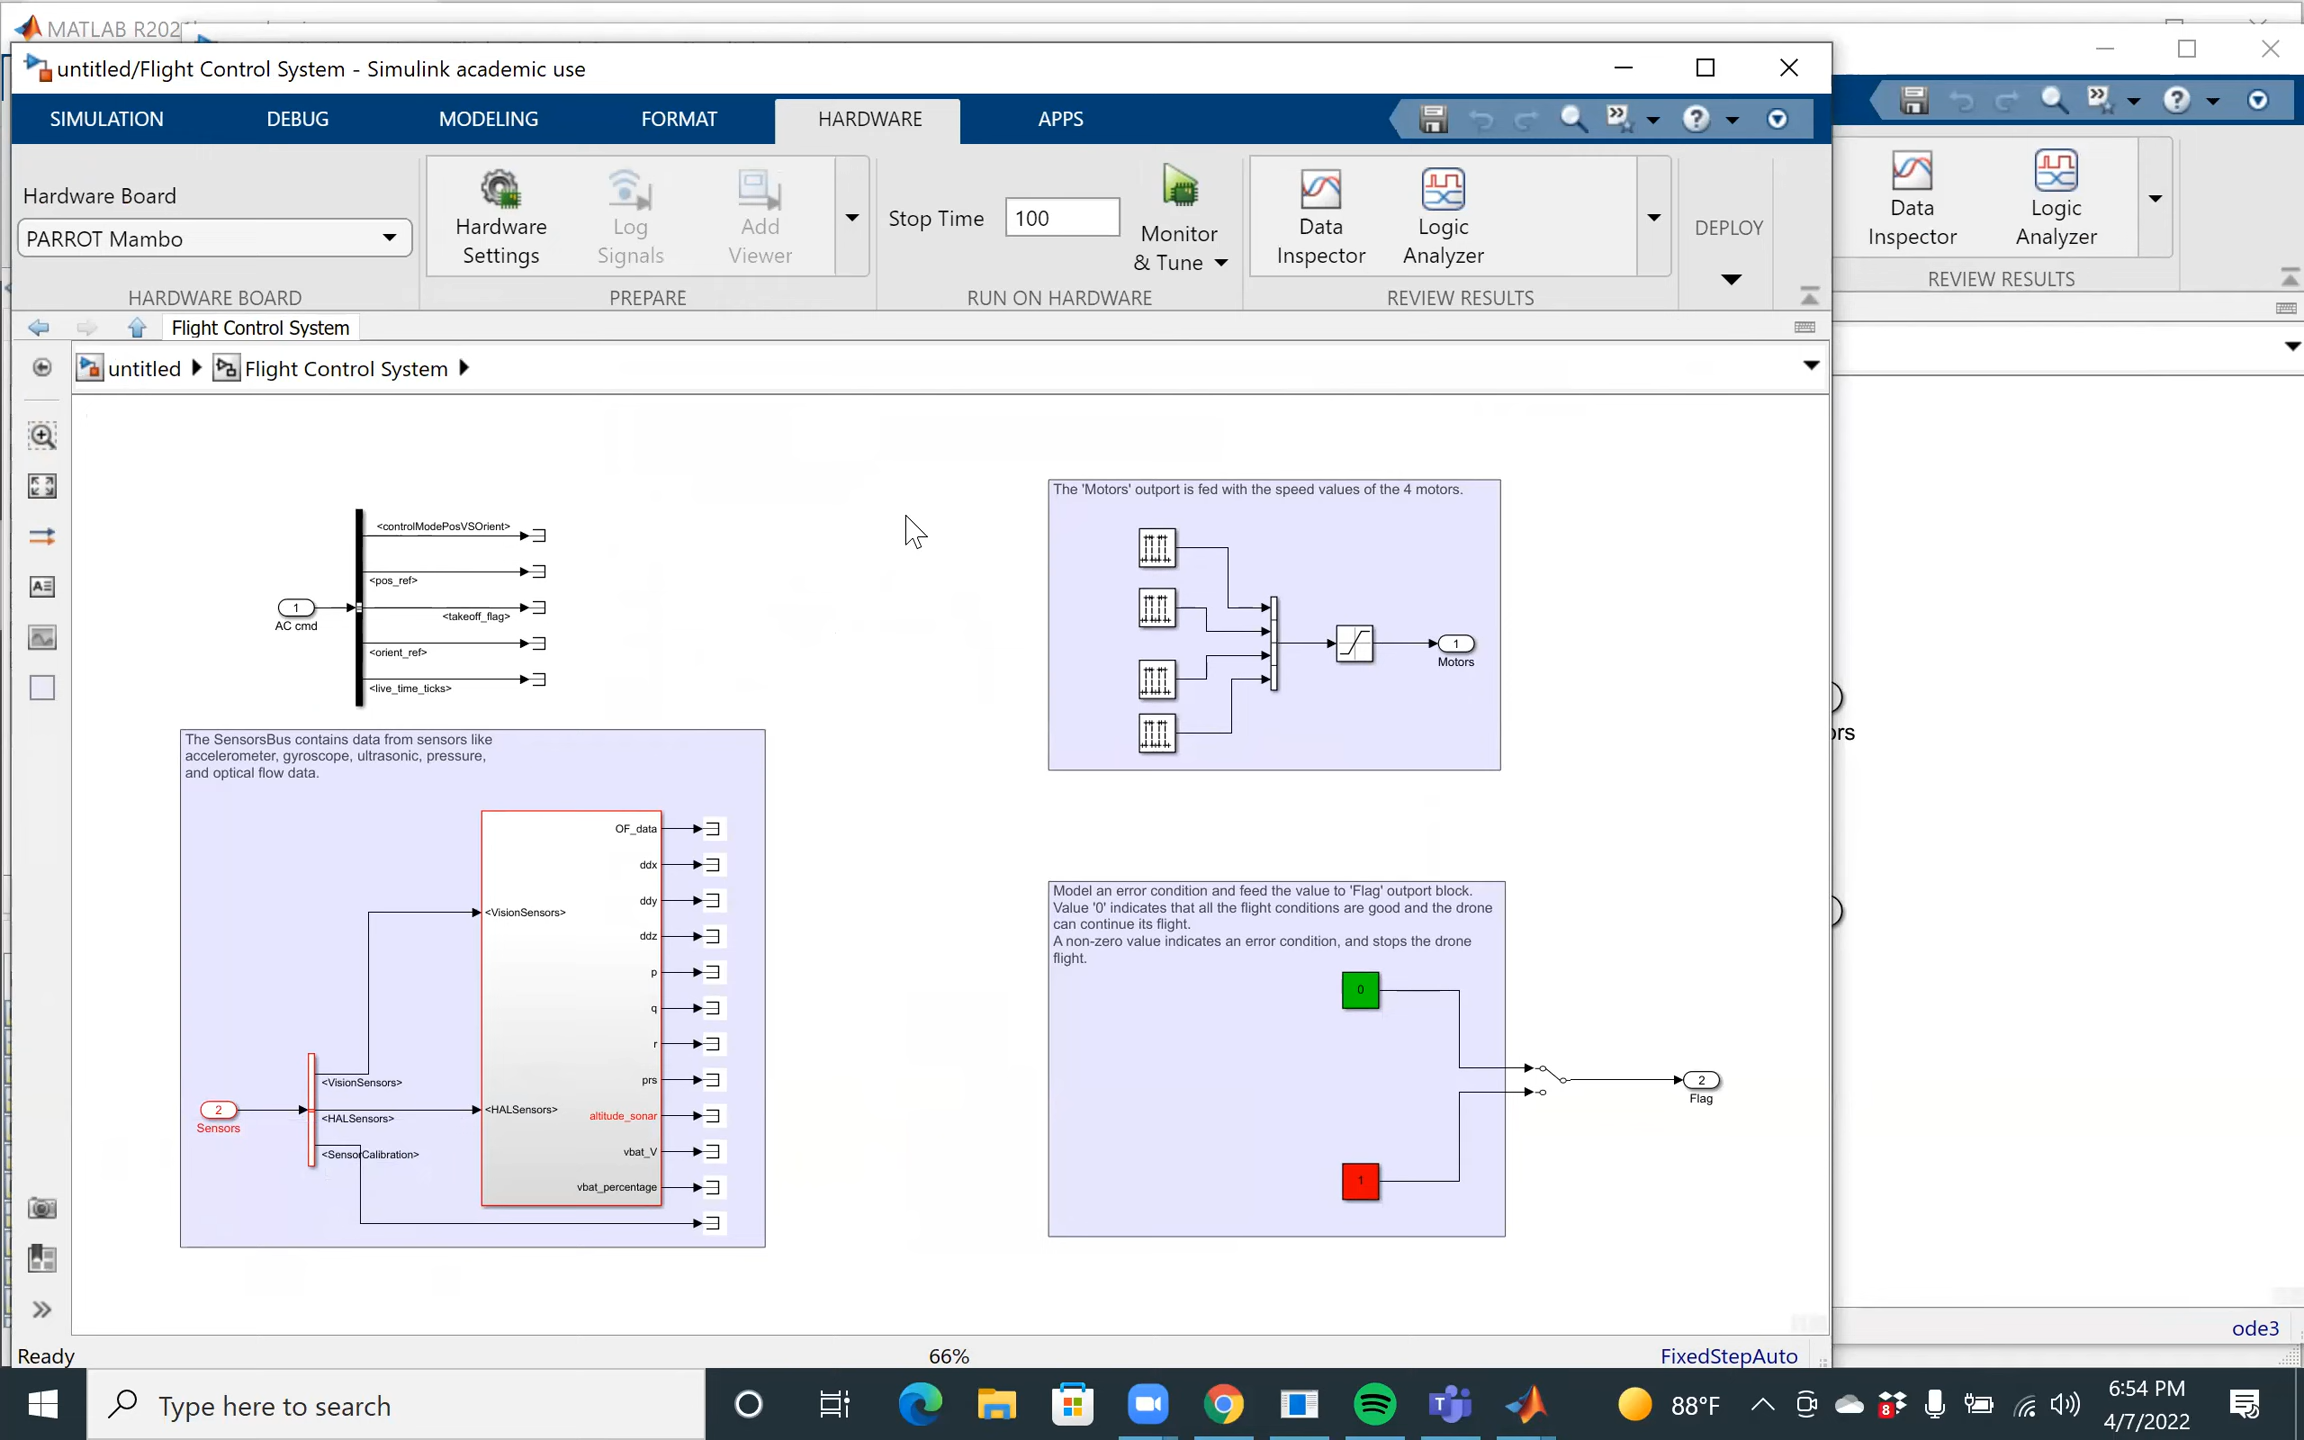 MATLAB R202
untitled/Flight Control System - Simulink academic use
SIMULATION
DEBUG
MODELING
FORMAT
HARDWARE
APPS
Hardware Board
PARROT Mambo
HARDWARE BOARD
Hardware
Settings
Log
Signals
Add
Viewer
PREPARE
Stop Time
100
Monitor
& Tune
RUN ON HARDWARE
Data
Inspector
Logic
Analyzer
REVIEW RESULTS
DEPLOY
Data
Inspector
Logic
Analyzer
REVIEW RESULTS
Flight Control System
untitled
Flight Control System
1
AC cmd
<controlModePosVSOrient>
<pos_ref>
<takeoff_flag>
<orient_ref>
<live_time_ticks>
The 'Motors' outport is fed with the speed values of the 4 motors.
1
Motors
ors
The SensorsBus contains data from sensors like
accelerometer, gyroscope, ultrasonic, pressure,
and optical flow data.
2
Sensors
<VisionSensors>
<HALSensors>
<SensorCalibration>
<VisionSensors>
<HALSensors>
OF_data
ddx
ddy
ddz
p
q
r
prs
altitude_sonar
vbat_V
vbat_percentage
Model an error condition and feed the value to 'Flag' outport block.
Value '0' indicates that all the flight conditions are good and the drone
can continue its flight.
A non-zero value indicates an error condition, and stops the drone
flight.
0
1
2
Flag
ode3
Ready
66%
FixedStepAuto
Type here to search
88°F
8
6:54 PM
4/7/2022